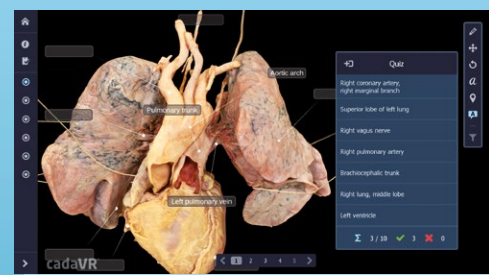 Quiz
Right coronary artery,
right marginal branch
Superior lobe of left lung
Right vagus nerve
Right pulmonary artery
Brachiocephalic trunk
Right lung, middle lobe
Left ventricle
Σ 3 / 10 ✔ 3 ✖ 0
Aortic arch
Pulmonary trunk
Left pulmonary vein
1 2 3 4 5
cadaVR
a